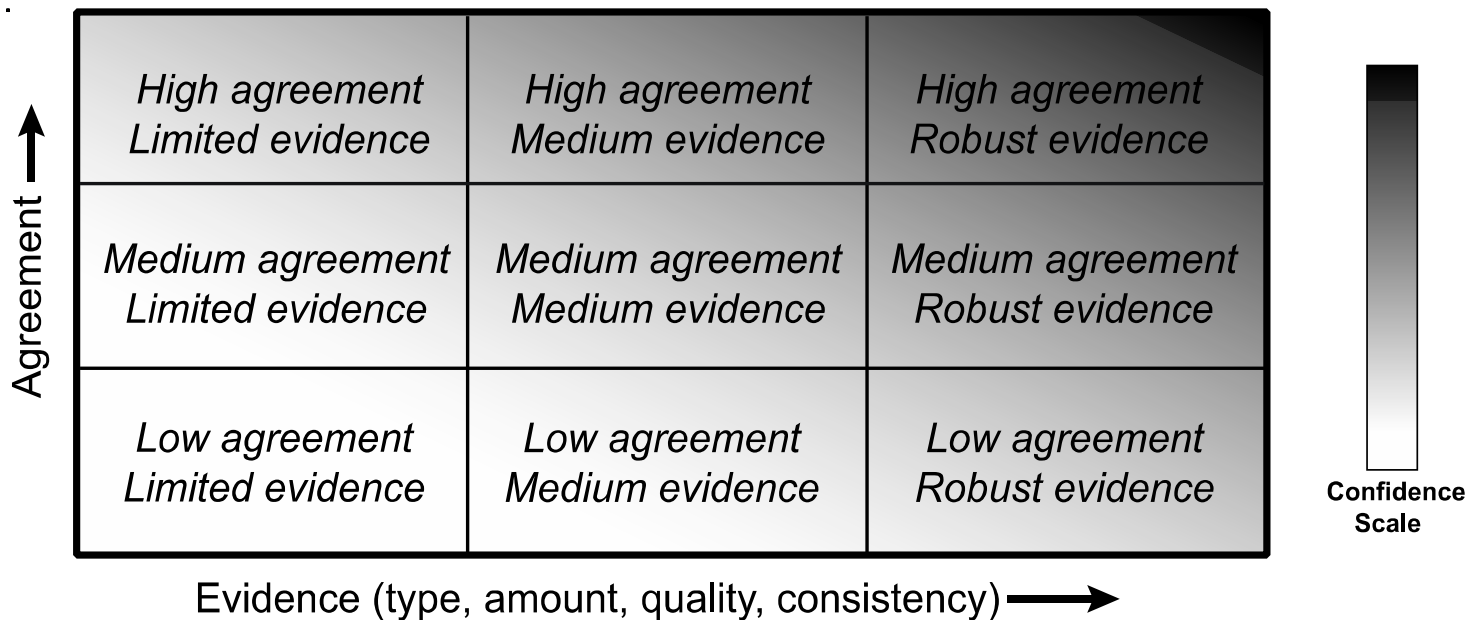 High agreement
Limited evidence
High agreement
Medium evidence
High agreement
Robust evidence
Medium agreement
Limited evidence
Medium agreement
Medium evidence
Medium agreement
Robust evidence
Low agreement
Limited evidence
Low agreement
Medium evidence
Low agreement
Robust evidence
Agreement
Evidence (type, amount, quality, consistency)
Confidence
Scale